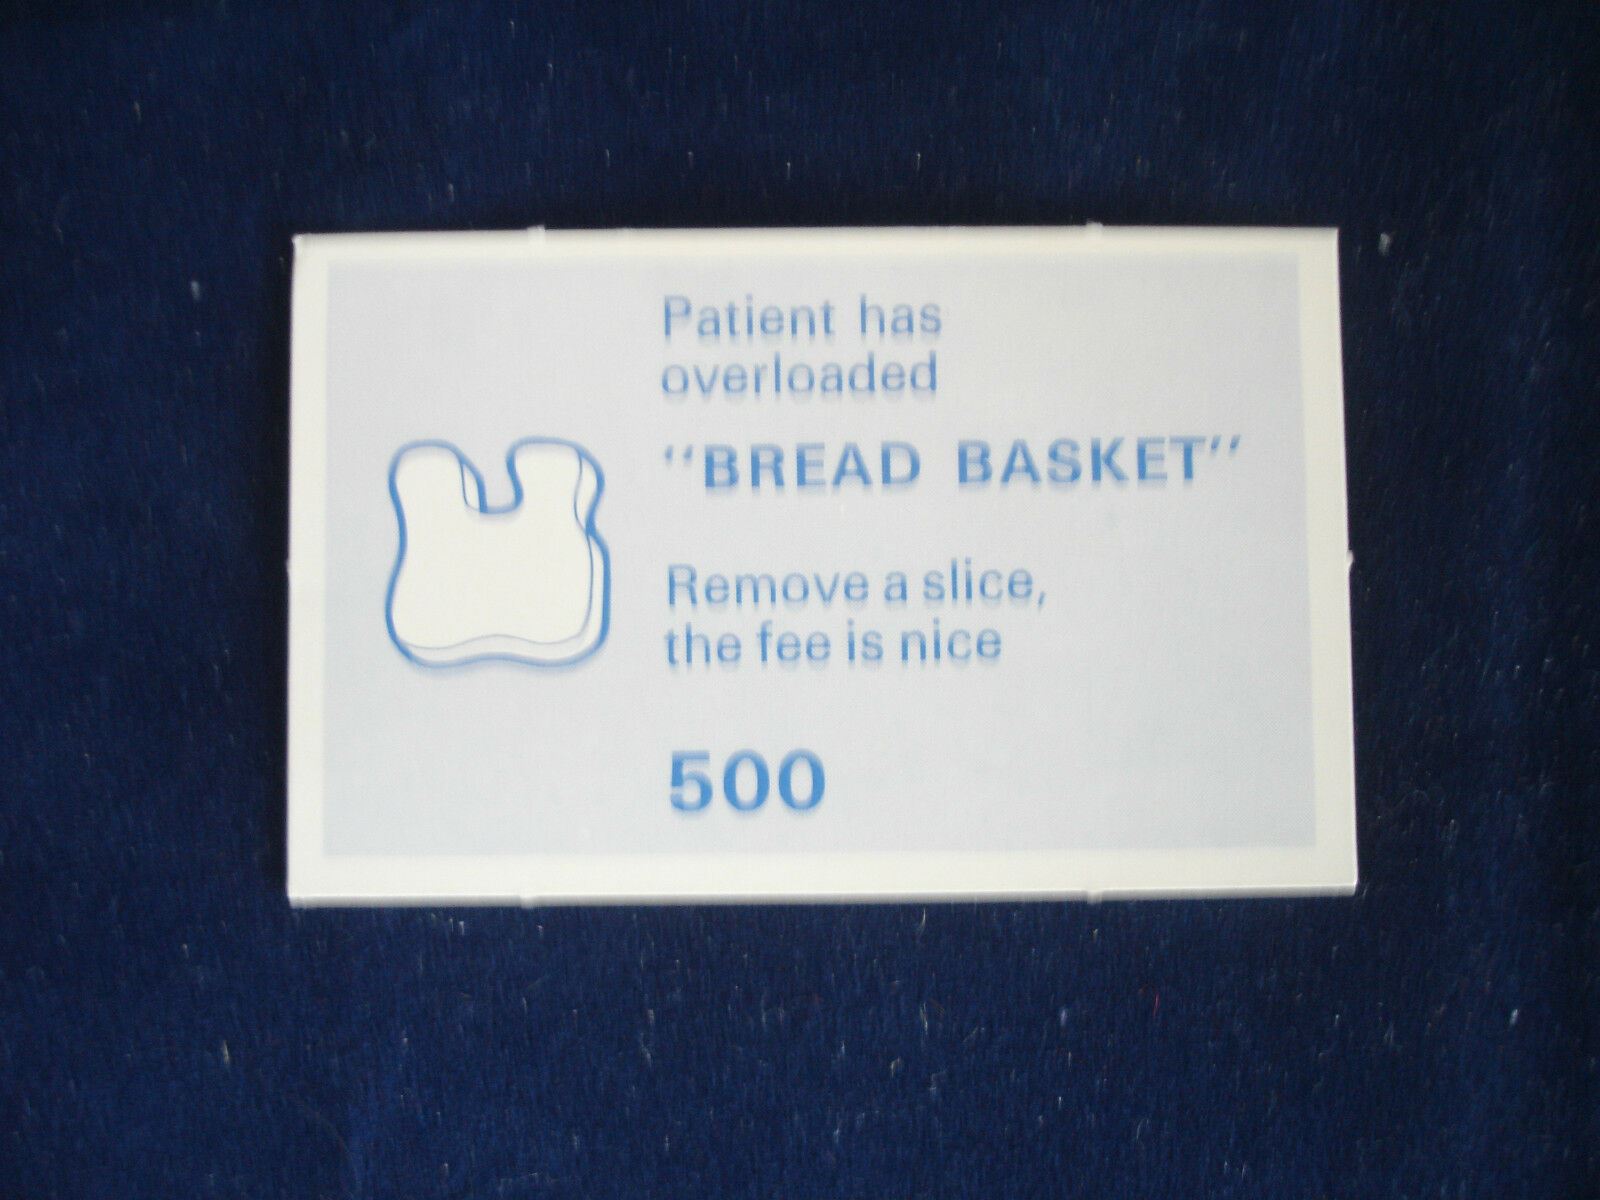 Patient has
overloaded
"BREAD BASKET"
Remove a slice,
the fee is nice
500